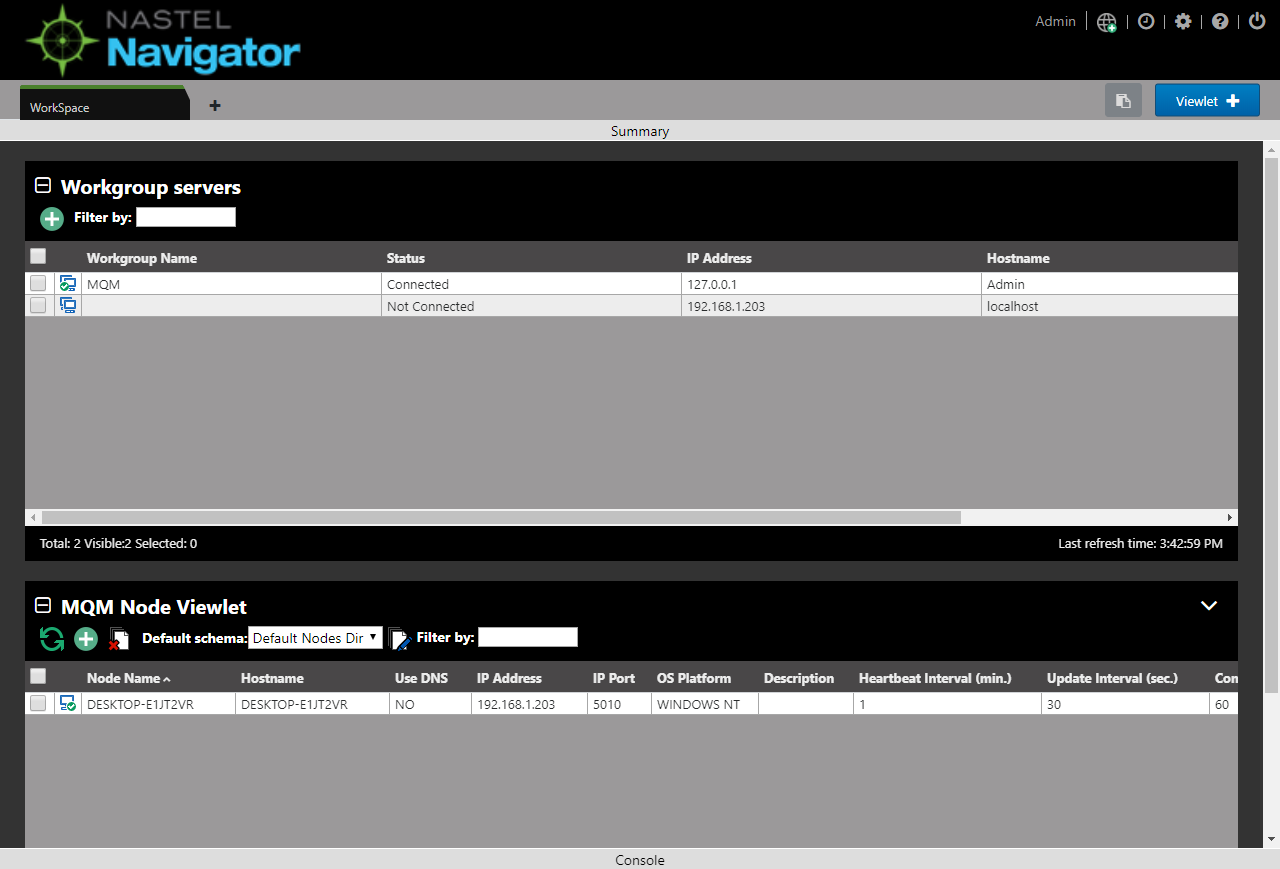 NASTEL
Navigator
Admin
WorkSpace
Viewlet
Summary
Workgroup servers
Filter by:
Workgroup Name Status IP Address Hostname
MQM Connected 127.0.0.1 Admin
Not Connected 192.168.1.203 localhost
Total: 2 Visible:2 Selected: 0 Last refresh time: 3:42:59 PM
MQM Node Viewlet
Default schema: Default Nodes Dir Filter by:
Node Name Hostname Use DNS IP Address IP Port OS Platform Description Heartbeat Interval (min.) Update Interval (sec.) Con
DESKTOP-E1JT2VR DESKTOP-E1JT2VR NO 192.168.1.203 5010 WINDOWS NT 1 30 60
Console